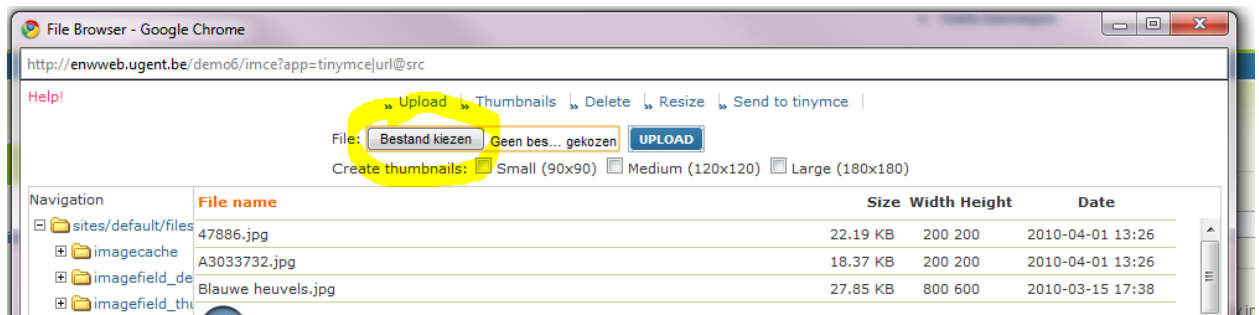 File Browser - Google Chrome
http://enwweb.ugent.be/demo6/imce?app=tinymce|url@src
Help!
Upload Thumbnails Delete Resize Send to tinymce
File: Bestand kiezen Geen bes... gekozen UPLOAD
Create thumbnails: Small (90x90) Medium (120x120) Large (180x180)
Navigation File name Size Width Height Date
sites/default/files 47886.jpg 22.19 KB 200 200 2010-04-01 13:26
imagecache A3033732.jpg 18.37 KB 200 200 2010-04-01 13:26
imagefield_de Blauwe heuvels.jpg 27.85 KB 800 600 2010-03-15 17:38
imagefield_thu